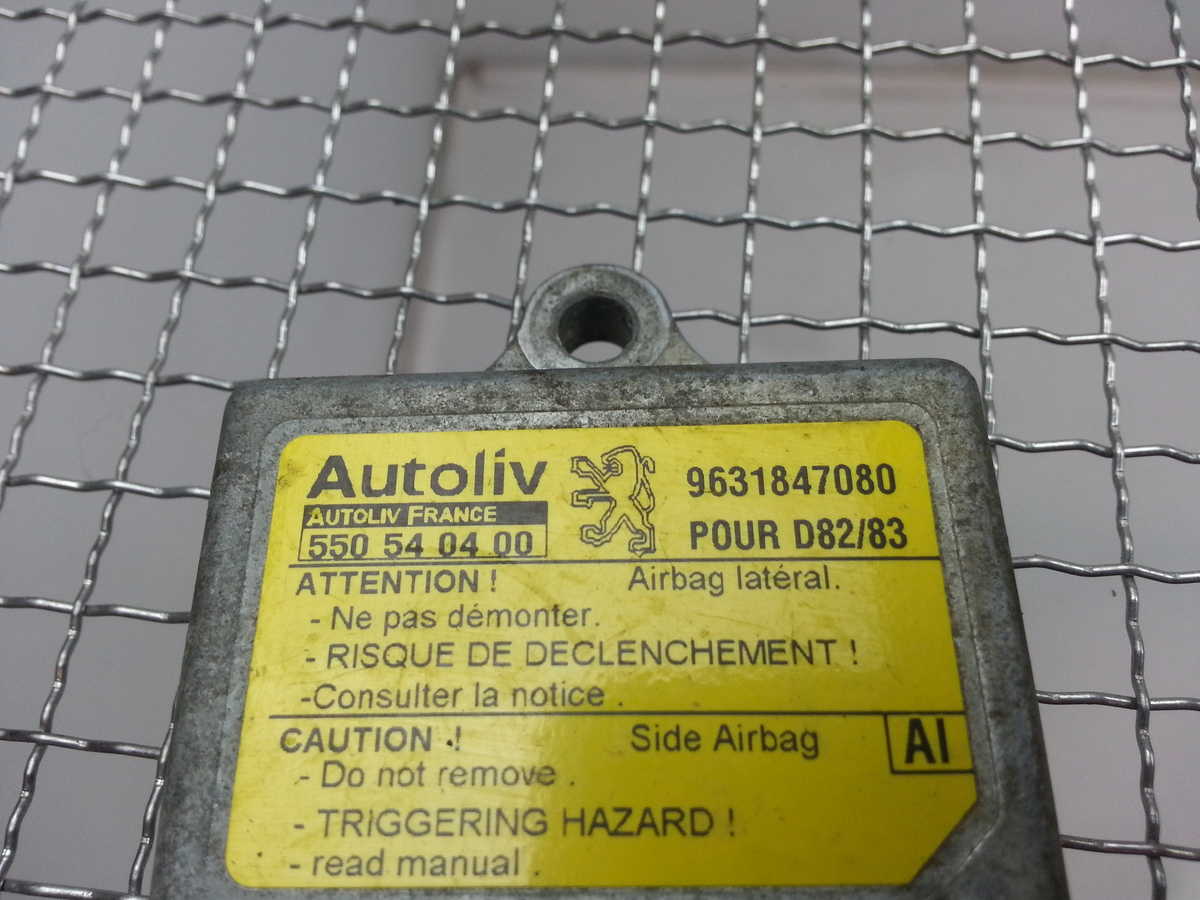 Autoliv
AUTOLIV FRANCE
550 54 04 00
9631847080
POUR D82/83
ATTENTION ! Airbag latéral.
- Ne pas démonter.
- RISQUE DE DECLENCHEMENT !
-Consulter la notice .
CAUTION ! Side Airbag AI
- Do not remove .
- TRIGGERING HAZARD !
- read manual .